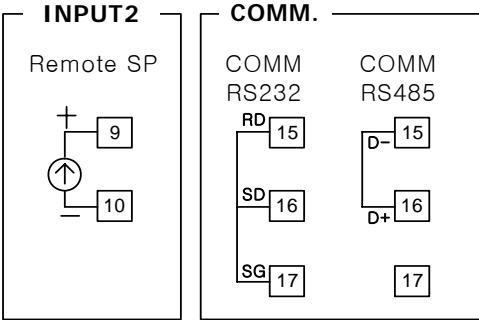 INPUT2
Remote SP
+
9
10
−
COMM.
COMM RS232
RD 15
SD 16
SG 17
COMM RS485
D− 15
D+ 16
17